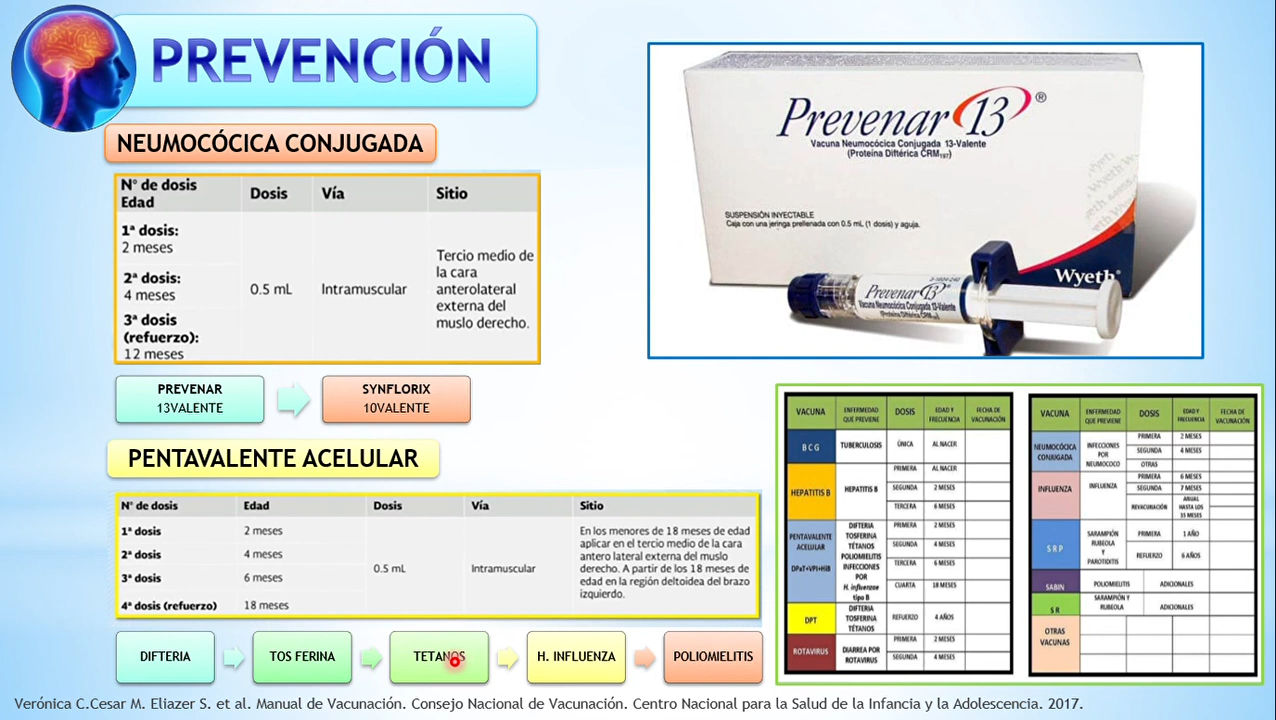 PREVENCIÓN
NEUMOCÓCICA CONJUGADA
N° de dosis
Edad
Dosis
Vía
Sitio
1ª dosis:
2 meses
2ª dosis:
4 meses
3ª dosis
(refuerzo):
12 meses
0.5 mL
Intramuscular
Tercio medio de
la cara
anterolateral
externa del
muslo derecho.
PREVENAR
13VALENTE
SYNFLORIX
10VALENTE
Prevenar 13®
Vacuna Neumocócica Conjugada 13-Valente
(Proteína Diftérica CRM197)
SUSPENSIÓN INYECTABLE
Caja con una jeringa prellenada con 0.5 mL (1 dosis) y aguja.
Wyeth®
Prevenar 13
Vacuna Neumocócica Conjugada 13-Valente
(Proteína Diftérica CRM197)
PENTAVALENTE ACELULAR
N° de dosis Edad Dosis Vía Sitio
1ª dosis 2 meses
2ª dosis 4 meses
3ª dosis 6 meses
4ª dosis (refuerzo) 18 meses
0.5 mL
Intramuscular
En los menores de 18 meses de edad
aplicar en el tercio medio de la cara
antero lateral externa del muslo
derecho. A partir de los 18 meses de
edad en la región deltoidea del brazo
izquierdo.
DIFTERIA
TOS FERINA
TETANOS
H. INFLUENZA
POLIOMIELITIS
VACUNA ENFERMEDAD QUE PREVIENE DOSIS EDAD Y FRECUENCIA FECHA DE VACUNACIÓN
B C G TUBERCULOSIS ÚNICA AL NACER
HEPATITIS B HEPATITIS B
PRIMERA AL NACER
SEGUNDA 2 MESES
TERCERA 6 MESES
PENTAVALENTE
ACELULAR
DPaT+VPI+HIB
DIFTERIA
TOSFERINA
TÉTANOS
POLIOMIELITIS
INFECCIONES
POR
H. influenzae
tipo B
PRIMERA 2 MESES
SEGUNDA 4 MESES
TERCERA 6 MESES
CUARTA 18 MESES
DPT
DIFTERIA
TOSFERINA
TÉTANOS
REFUERZO 4 AÑOS
ROTAVIRUS
DIARREA POR
ROTAVIRUS
PRIMERA 2 MESES
SEGUNDA 4 MESES
VACUNA ENFERMEDAD QUE PREVIENE DOSIS EDAD Y FRECUENCIA FECHA DE VACUNACIÓN
NEUMOCÓCICA
CONJUGADA
INFECCIONES
POR
NEUMOCOCO
PRIMERA 2 MESES
SEGUNDA 4 MESES
OTRAS
INFLUENZA INFLUENZA
PRIMERA 6 MESES
SEGUNDA 7 MESES
REVACUNACIÓN
ANUAL
HASTA LOS
35 MESES
S R P
SARAMPIÓN
RUBEOLA
Y
PAROTIDITIS
PRIMERA 1 AÑO
REFUERZO 6 AÑOS
SABIN POLIOMIELITIS ADICIONALES
S R
SARAMPIÓN Y
RUBEOLA
ADICIONALES
OTRAS
VACUNAS
Verónica C.Cesar M. Eliazer S. et al. Manual de Vacunación. Consejo Nacional de Vacunación. Centro Nacional para la Salud de la Infancia y la Adolescencia. 2017.